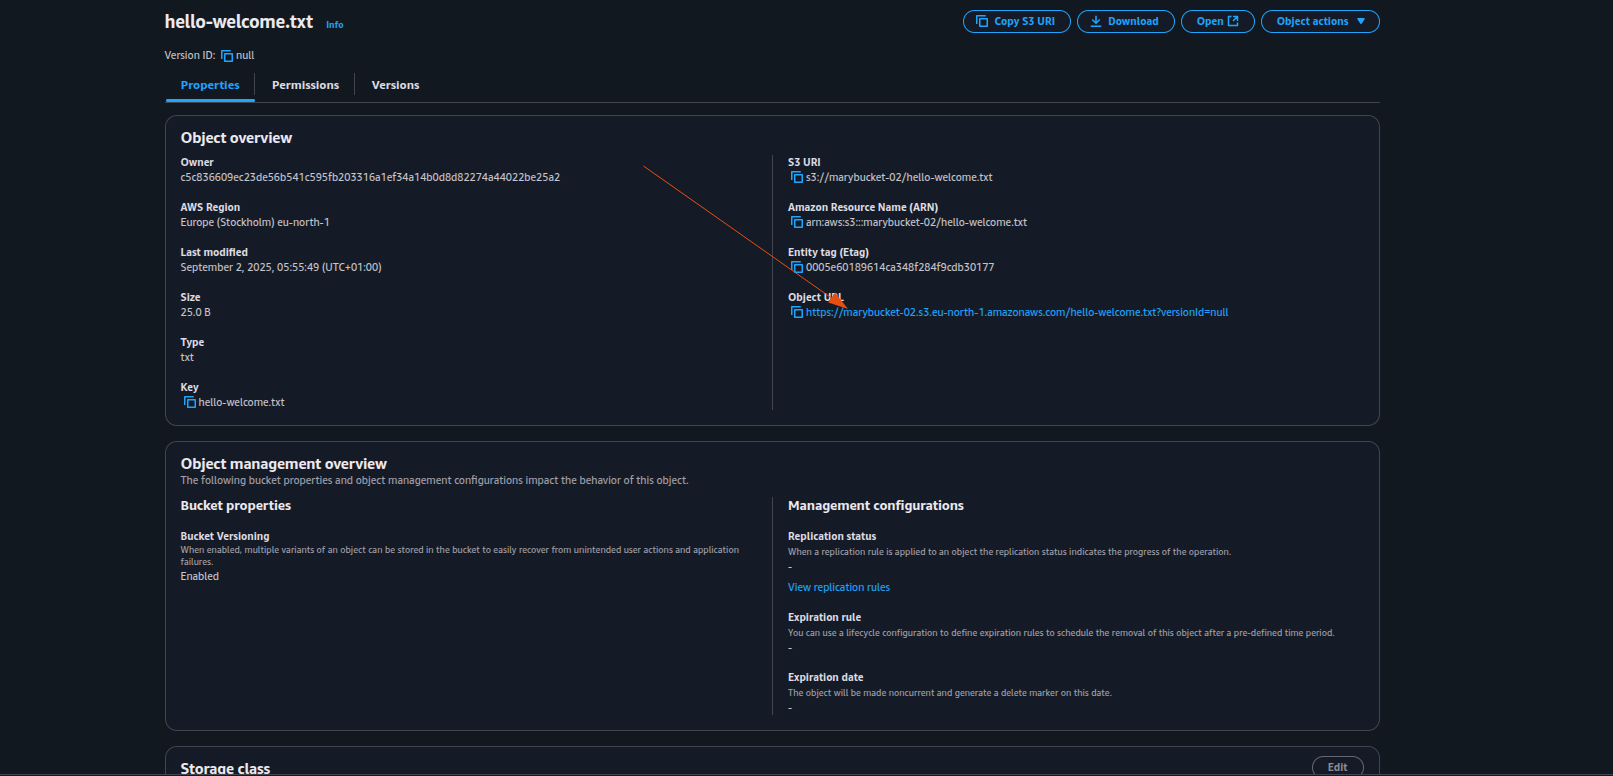 hello-welcome.txt Info
Copy S3 URI Download Open Object actions
Version ID: null
Properties Permissions Versions
Object overview
Owner
c5c836609ec23de56b541c595fb203316a1ef34a14b0d8d82274a44022be25a2
AWS Region
Europe (Stockholm) eu-north-1
Last modified
September 2, 2025, 05:55:49 (UTC+01:00)
Size
25.0 B
Type
txt
Key
hello-welcome.txt
S3 URI
s3://marybucket-02/hello-welcome.txt
Amazon Resource Name (ARN)
arn:aws:s3:::marybucket-02/hello-welcome.txt
Entity tag (Etag)
0005e60189614ca348f284f9cdb30177
Object URL
https://marybucket-02.s3.eu-north-1.amazonaws.com/hello-welcome.txt?versionId=null
Object management overview
The following bucket properties and object management configurations impact the behavior of this object.
Bucket properties
Bucket Versioning
When enabled, multiple variants of an object can be stored in the bucket to easily recover from unintended user actions and application
failures.
Enabled
Management configurations
Replication status
When a replication rule is applied to an object the replication status indicates the progress of the operation.
-
View replication rules
Expiration rule
You can use a lifecycle configuration to define expiration rules to schedule the removal of this object after a pre-defined time period.
-
Expiration date
The object will be made noncurrent and generate a delete marker on this date.
-
Storage class
Edit